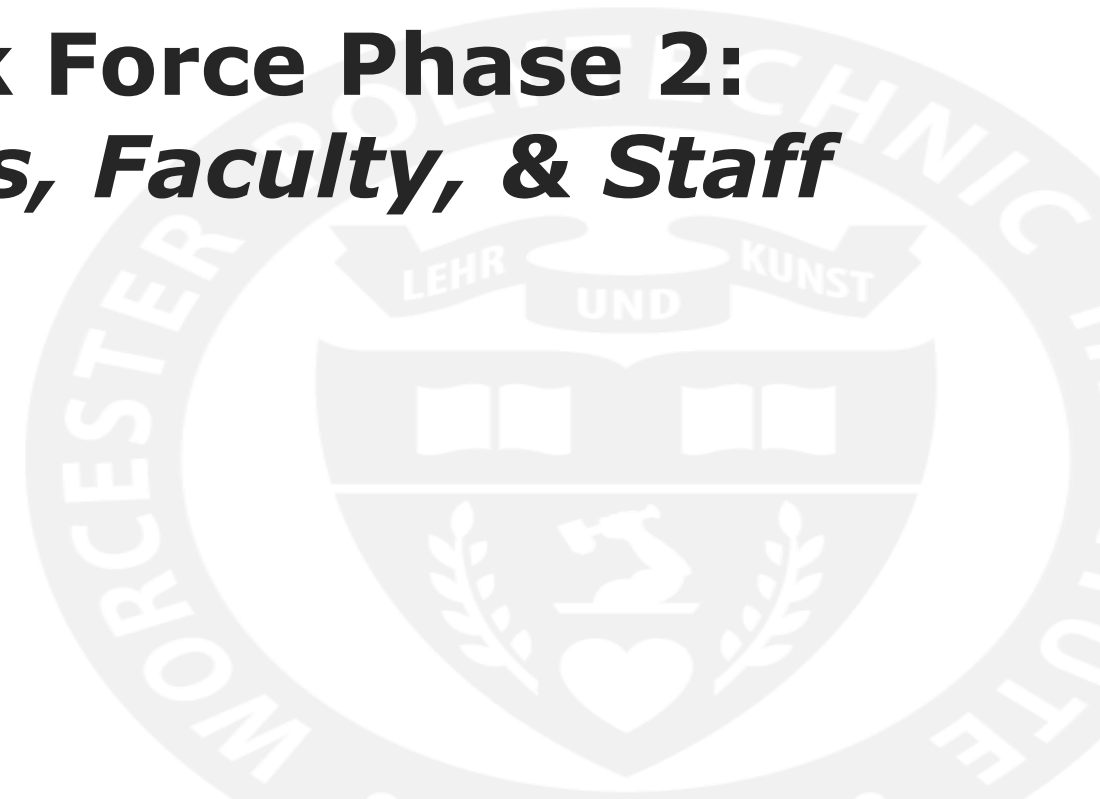 k Force Phase 2:
s, Faculty, & Staff
WORCESTER POLYTECHNIC
LEHR UND KUNST